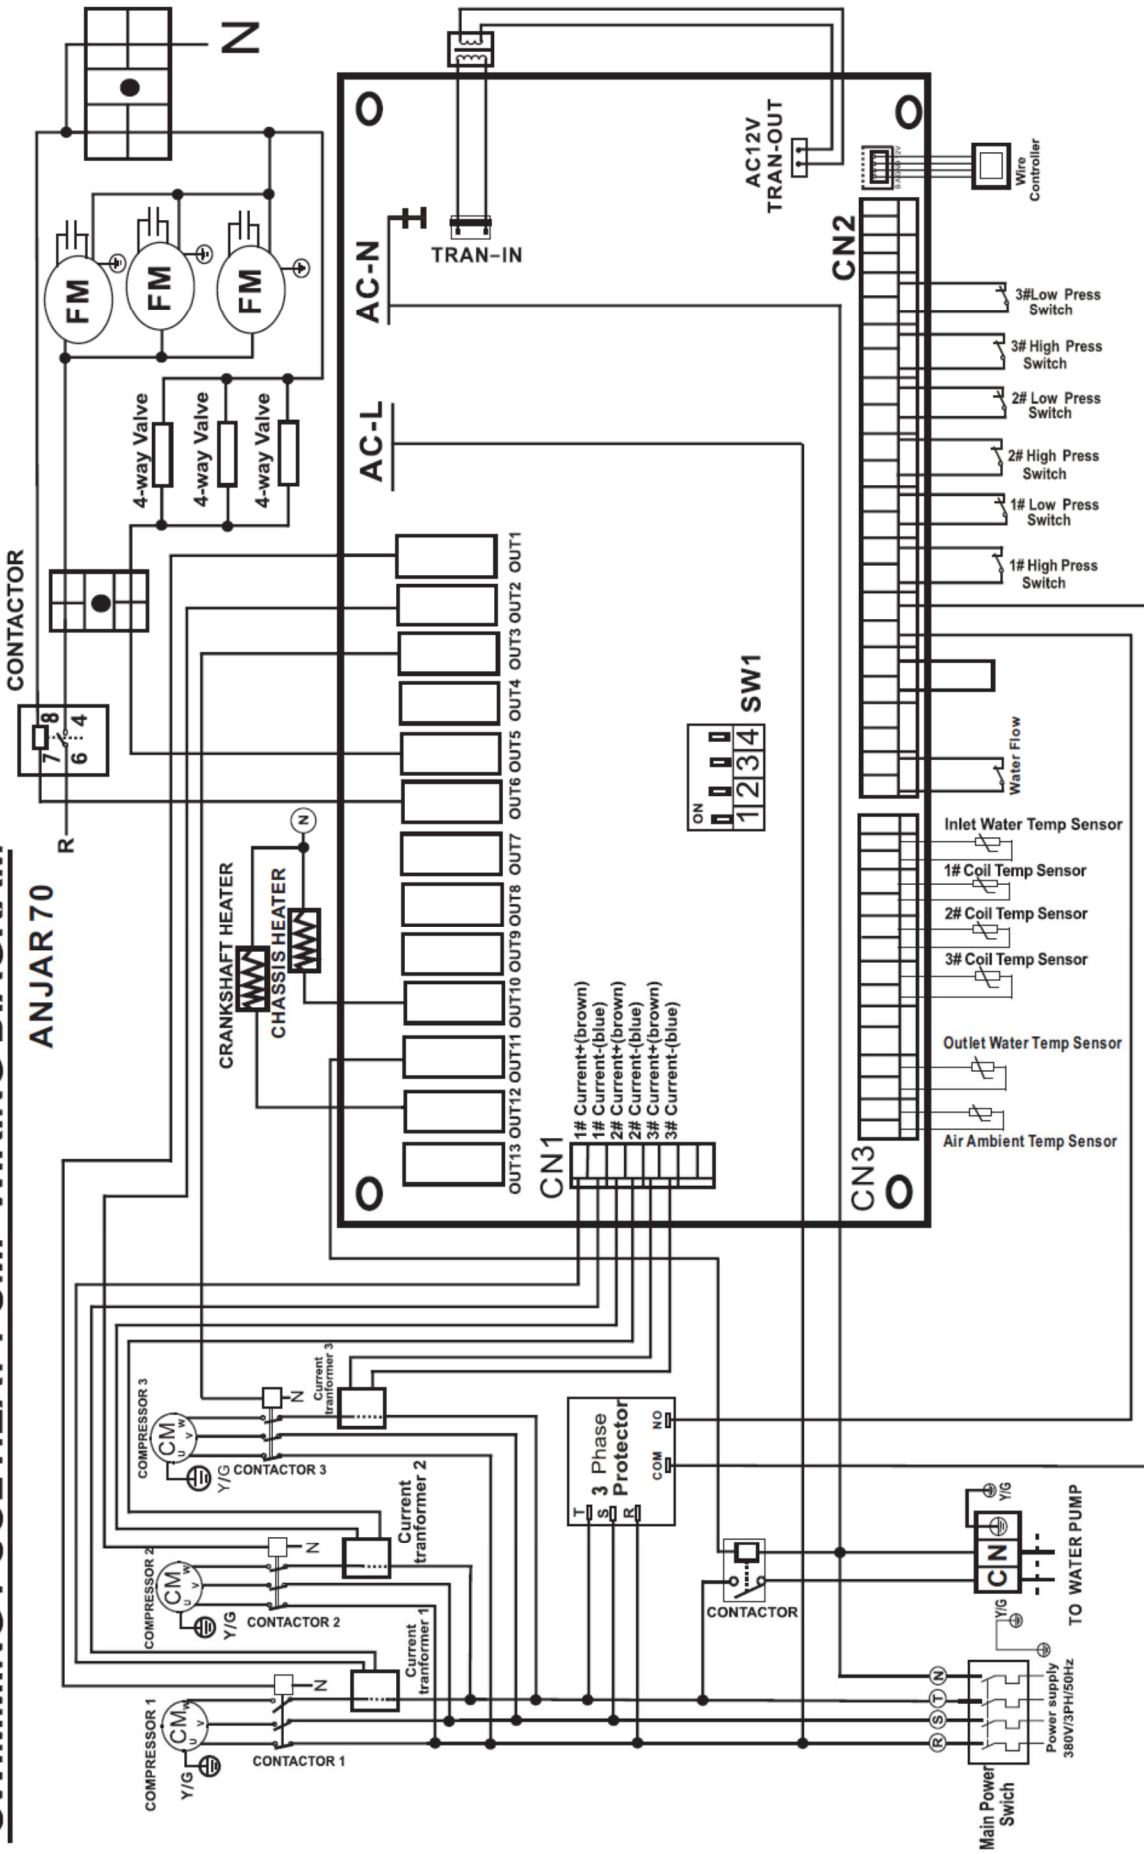 ANJAR 70
CONTACTOR
R
7
8
6
4
N
FM
FM
FM
4-way Valve
4-way Valve
4-way Valve
CRANKSHAFT HEATER
CHASSIS HEATER
N
AC-L
AC-N
TRAN-IN
AC12V
TRAN-OUT
OUT1
OUT2
OUT3
OUT4
OUT5
OUT6
OUT7
OUT8
OUT9
OUT10
OUT11
OUT12
OUT13
SW1
ON
1
2
3
4
CN1
1# Current+(brown)
1# Current-(blue)
2# Current+(brown)
2# Current-(blue)
3# Current+(brown)
3# Current-(blue)
CN2
CN3
Wire
Controller
3#Low Press
Switch
3# High Press
Switch
2# Low Press
Switch
2# High Press
Switch
1# Low Press
Switch
1# High Press
Switch
Water Flow
Inlet Water Temp Sensor
1# Coil Temp Sensor
2# Coil Temp Sensor
3# Coil Temp Sensor
Outlet Water Temp Sensor
Air Ambient Temp Sensor
COMPRESSOR 3
CM
U
V
W
Y/G
CONTACTOR 3
N
Current
tranformer 3
COMPRESSOR 2
CM
U
V
W
Y/G
CONTACTOR 2
N
Current
tranformer 2
COMPRESSOR 1
CM
U
V
W
Y/G
CONTACTOR 1
N
Current
tranformer 1
3 Phase
Protector
T
S
R
NO
COM
CONTACTOR
C N
Y/G
TO WATER PUMP
Y/G
N
T
S
R
Main Power
Swich
Power supply
380V/3PH/50Hz